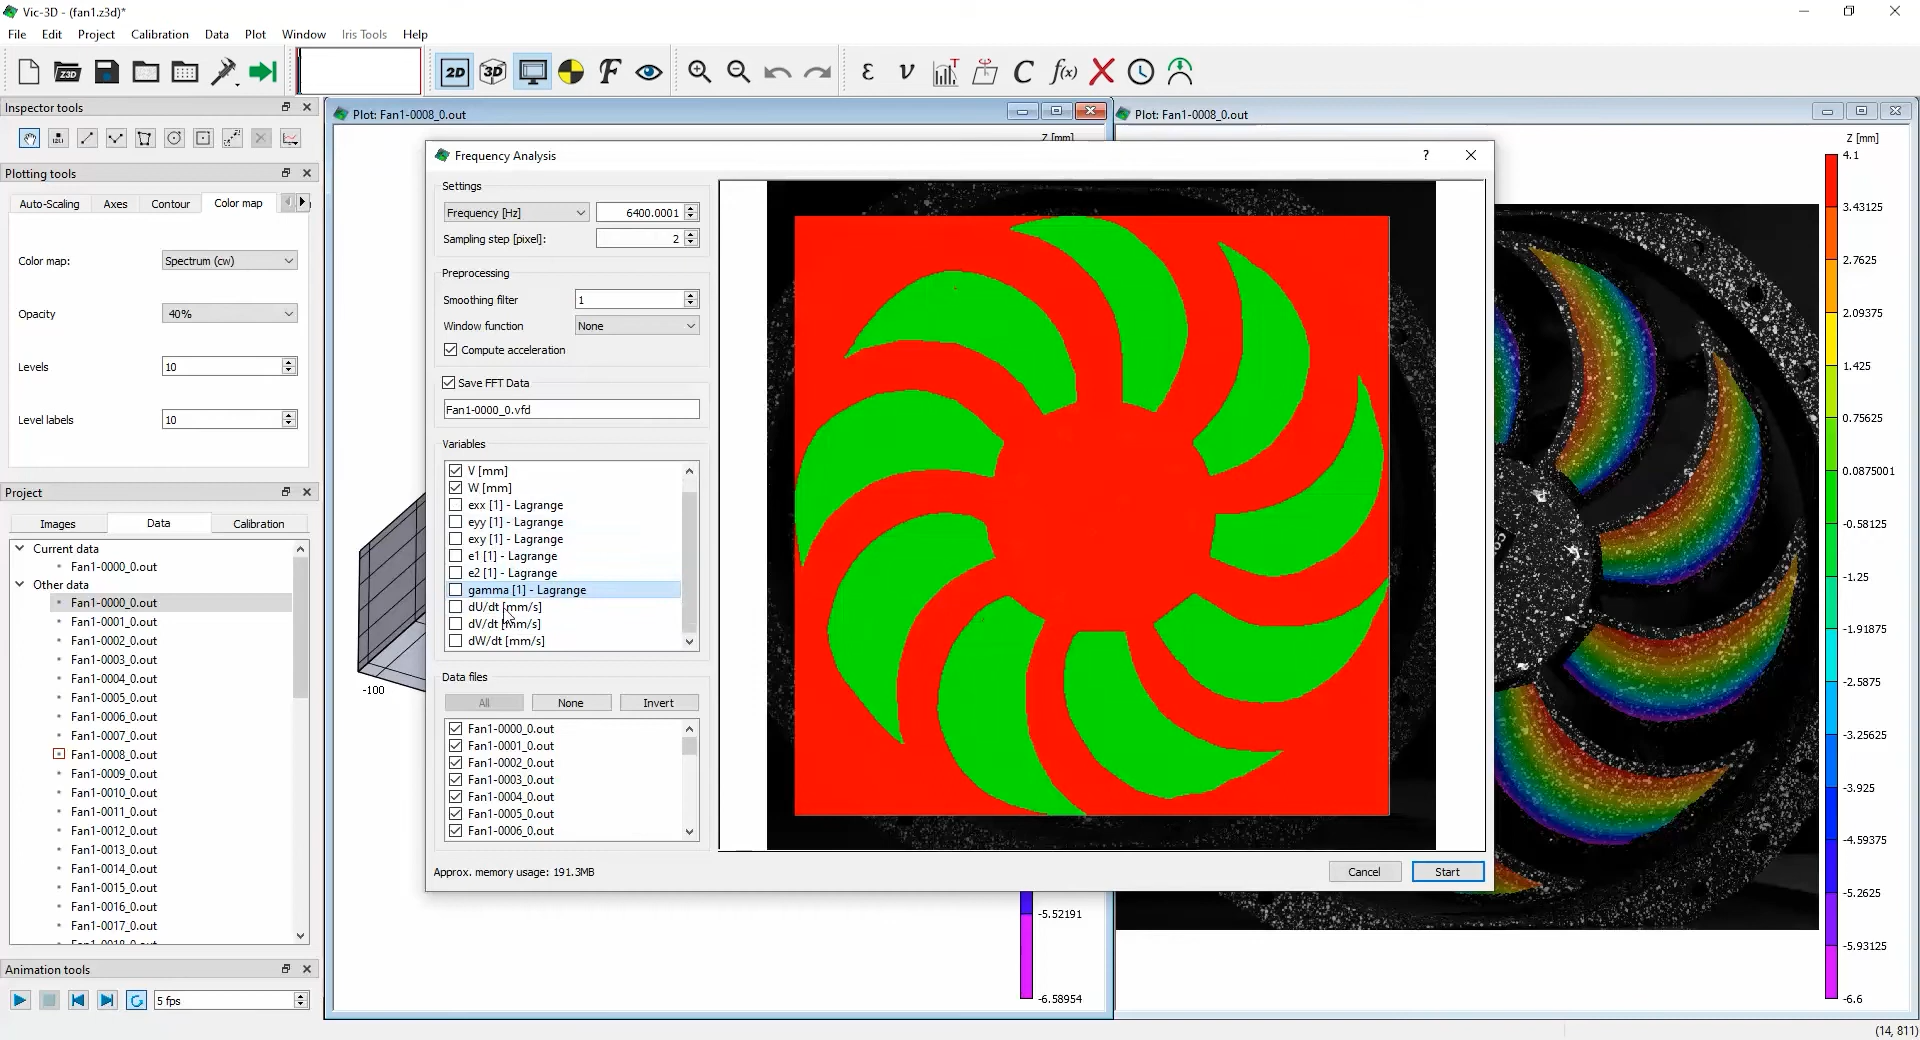 Vic-3D - (fan1.z3d)*
File Edit Project Calibration Data Plot Window Iris Tools Help
Z3D 2D 3D F ε ν T C f(x)
Inspector tools
Plotting tools
Auto-Scaling Axes Contour Color map
Color map: Spectrum (cw)
Opacity 40%
Levels 10
Level labels 10
Project
Images Data Calibration
Current data
Fan1-0000_0.out
Other data
Fan1-0000_0.out
Fan1-0001_0.out
Fan1-0002_0.out
Fan1-0003_0.out
Fan1-0004_0.out
Fan1-0005_0.out
Fan1-0006_0.out
Fan1-0007_0.out
Fan1-0008_0.out
Fan1-0009_0.out
Fan1-0010_0.out
Fan1-0011_0.out
Fan1-0012_0.out
Fan1-0013_0.out
Fan1-0014_0.out
Fan1-0015_0.out
Fan1-0016_0.out
Fan1-0017_0.out
Fan1-0018_0.out
Animation tools
5 fps
Plot: Fan1-0008_0.out
Z [mm]
-100
-5.52191
-6.58954
Frequency Analysis
?
Settings
Frequency [Hz] 6400.0001
Sampling step [pixel]: 2
Preprocessing
Smoothing filter 1
Window function None
Compute acceleration
Save FFT Data
Fan1-0000_0.vfd
Variables
V [mm]
W [mm]
exx [1] - Lagrange
eyy [1] - Lagrange
exy [1] - Lagrange
e1 [1] - Lagrange
e2 [1] - Lagrange
gamma [1] - Lagrange
dU/dt [mm/s]
dV/dt [mm/s]
dW/dt [mm/s]
Data files
All None Invert
Fan1-0000_0.out
Fan1-0001_0.out
Fan1-0002_0.out
Fan1-0003_0.out
Fan1-0004_0.out
Fan1-0005_0.out
Fan1-0006_0.out
Approx. memory usage: 191.3MB
Cancel Start
Plot: Fan1-0008_0.out
Z [mm]
4.1
3.43125
2.7625
2.09375
1.425
0.75625
0.0875001
-0.58125
-1.25
-1.91875
-2.5875
-3.25625
-3.925
-4.59375
-5.2625
-5.93125
-6.6
(14, 811)